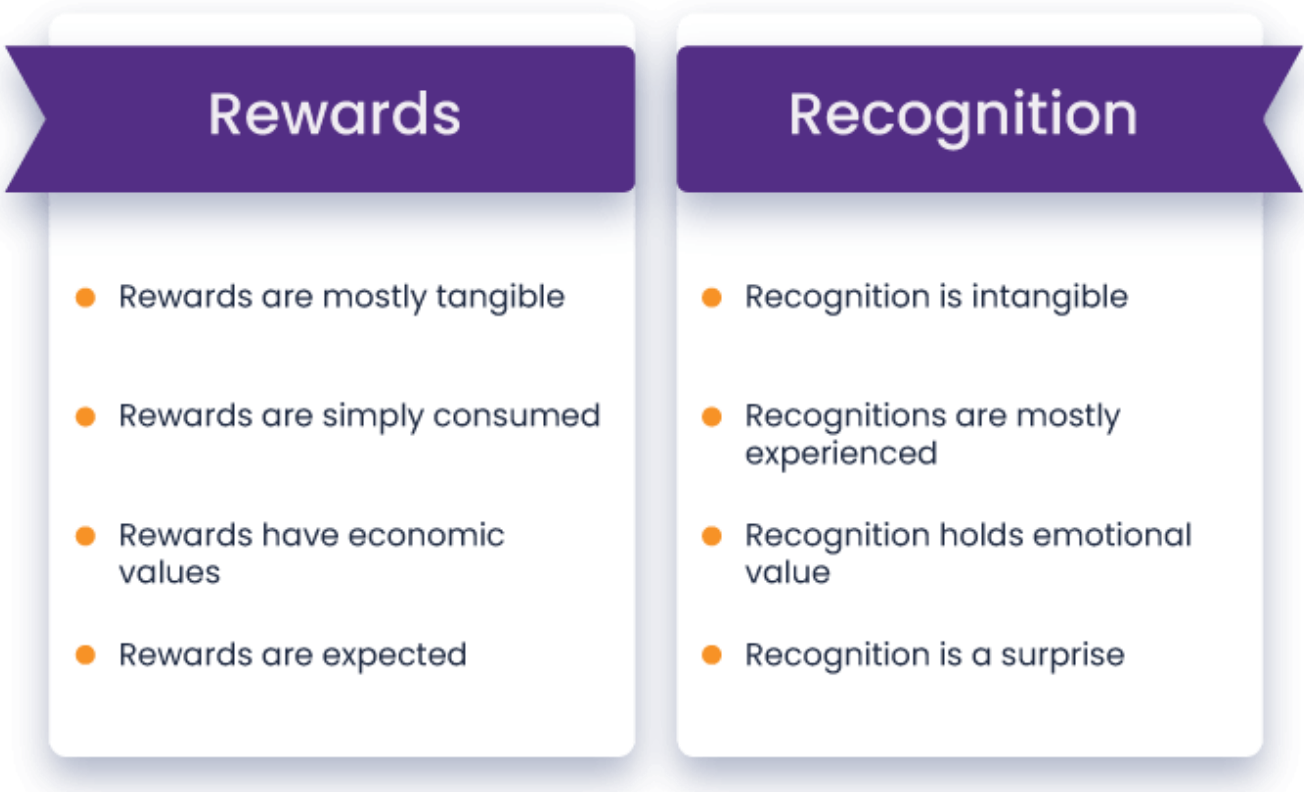 Rewards
Rewards are mostly tangible
Rewards are simply consumed
Rewards have economic
values
Rewards are expected
Recognition
Recognition is intangible
Recognitions are mostly
experienced
Recognition holds emotional
value
Recognition is a surprise